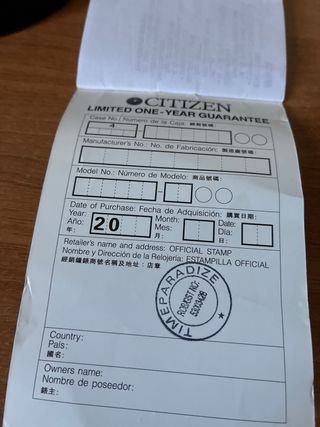 CITIZEN
LIMITED ONE-YEAR GUARANTEE
Case No.: Número de la Caja: 錶殼號碼:
4
Manufacturer's No.: No. de Fabricación: 製造廠號碼:
Model No.: Número de Modelo: 商品號碼:
Date of Purchase: Fecha de Adquisición: 購買日期:
Year: Month: Date:
Año: 20 Mes: Día:
年: 月: 日:
Retailer's name and address: OFFICIAL STAMP
Nombre y Dirección de la Relojería: ESTAMPILLA OFICIAL
經銷鐘錶商號名稱及地址: 店章
TIMEPARADIZE
Country:
País:
國名:
Owners name:
Nombre de poseedor:
錶主: